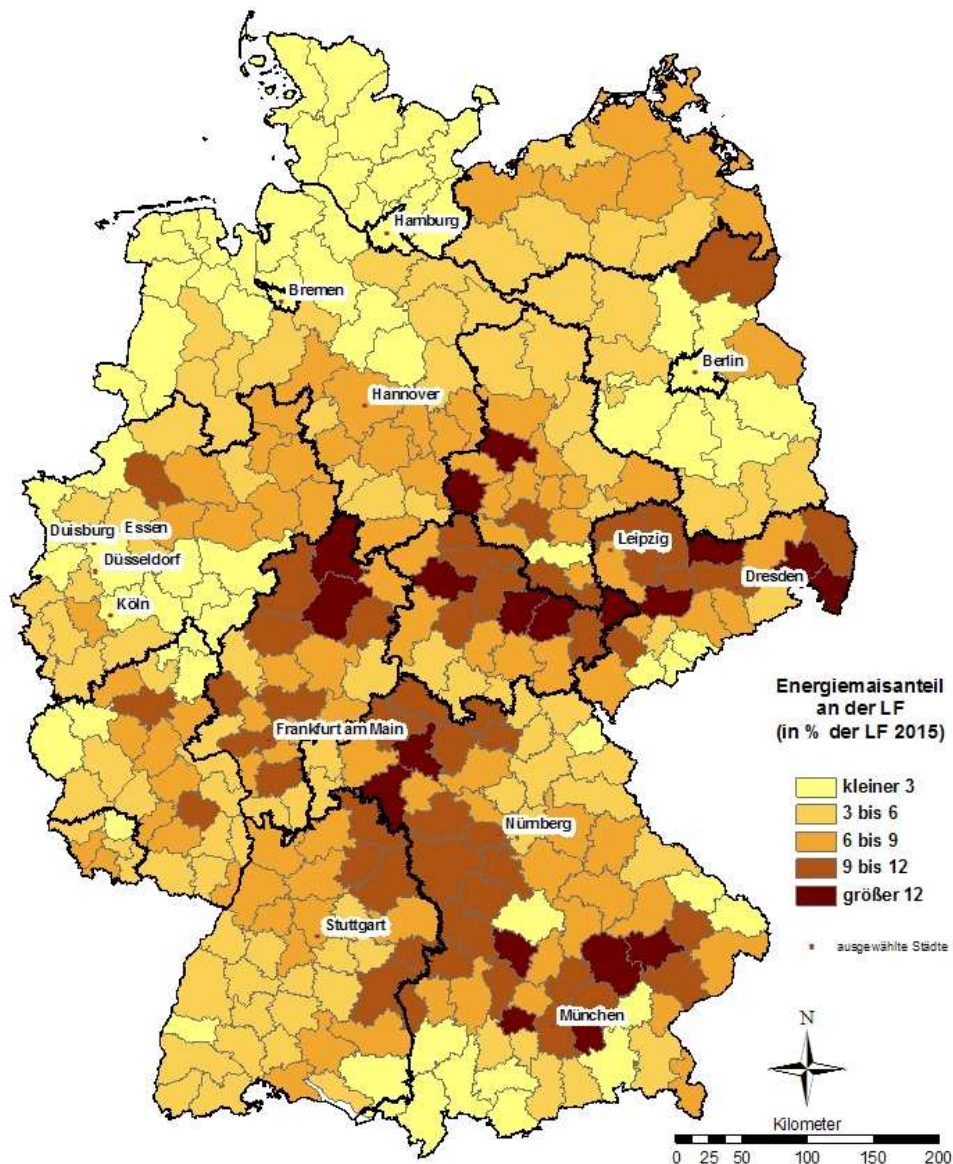 Hamburg
Bremen
Berlin
Hannover
Duisburg
Essen
Düsseldorf
Köln
Leipzig
Dresden
Frankfurt am Main
Nürnberg
Stuttgart
München
Energiemaisanteil
an der LF
(in % der LF 2015)
kleiner 3
3 bis 6
6 bis 9
9 bis 12
größer 12
ausgewählte Städte
N
Kilometer
0 25 50 100 150 200